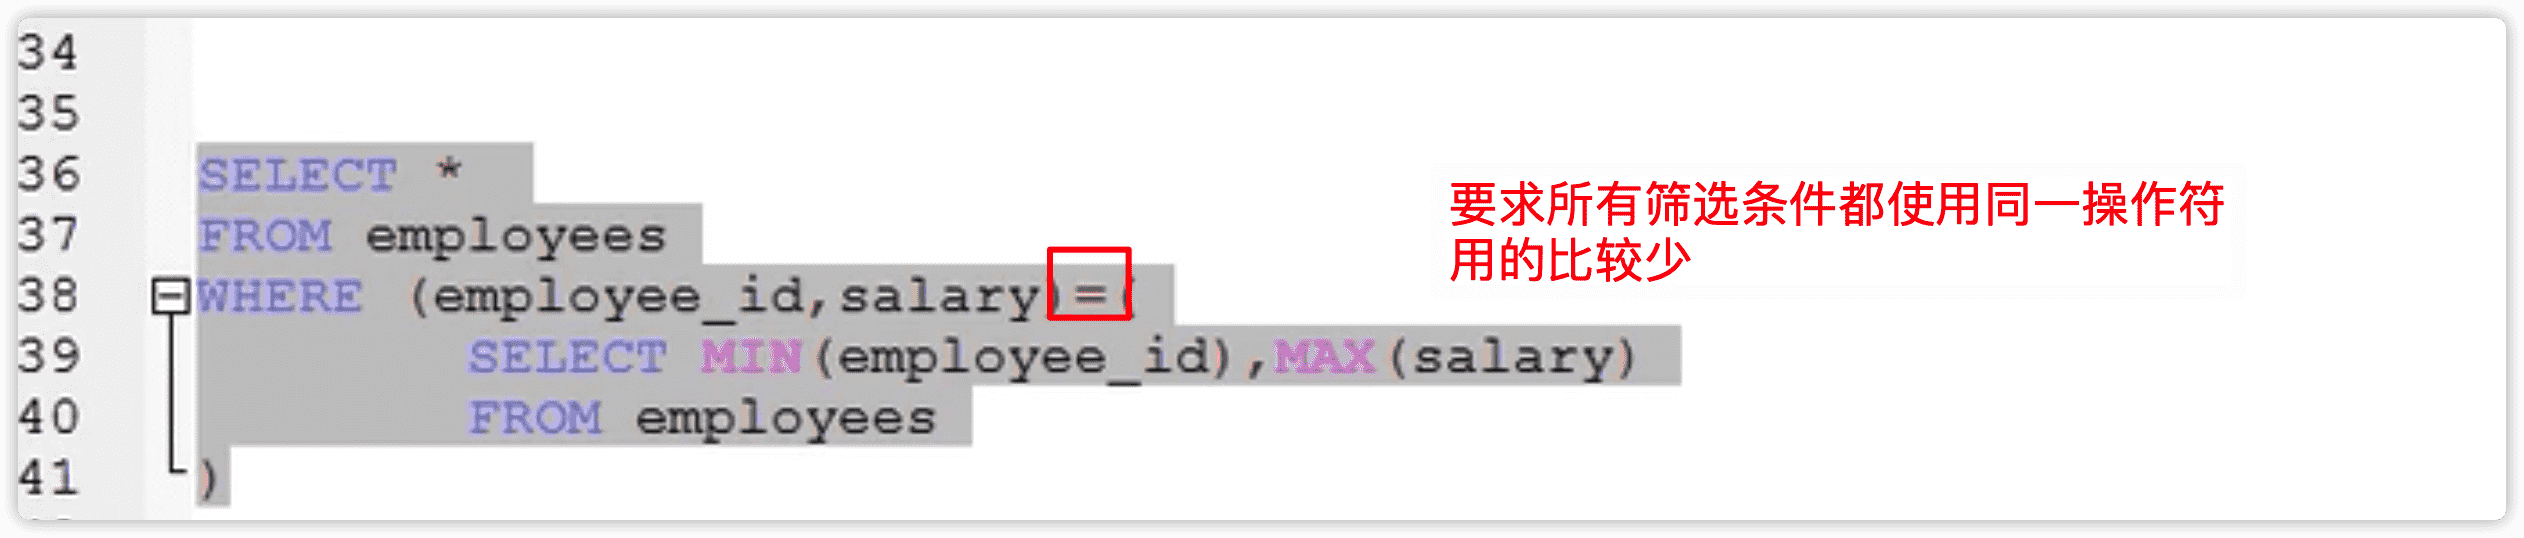 34
35
36 SELECT *
37 FROM employees
38 WHERE (employee_id,salary)=(
39 SELECT MIN(employee_id),MAX(salary)
40 FROM employees
41 )
要求所有筛选条件都使用同一操作符
用的比较少